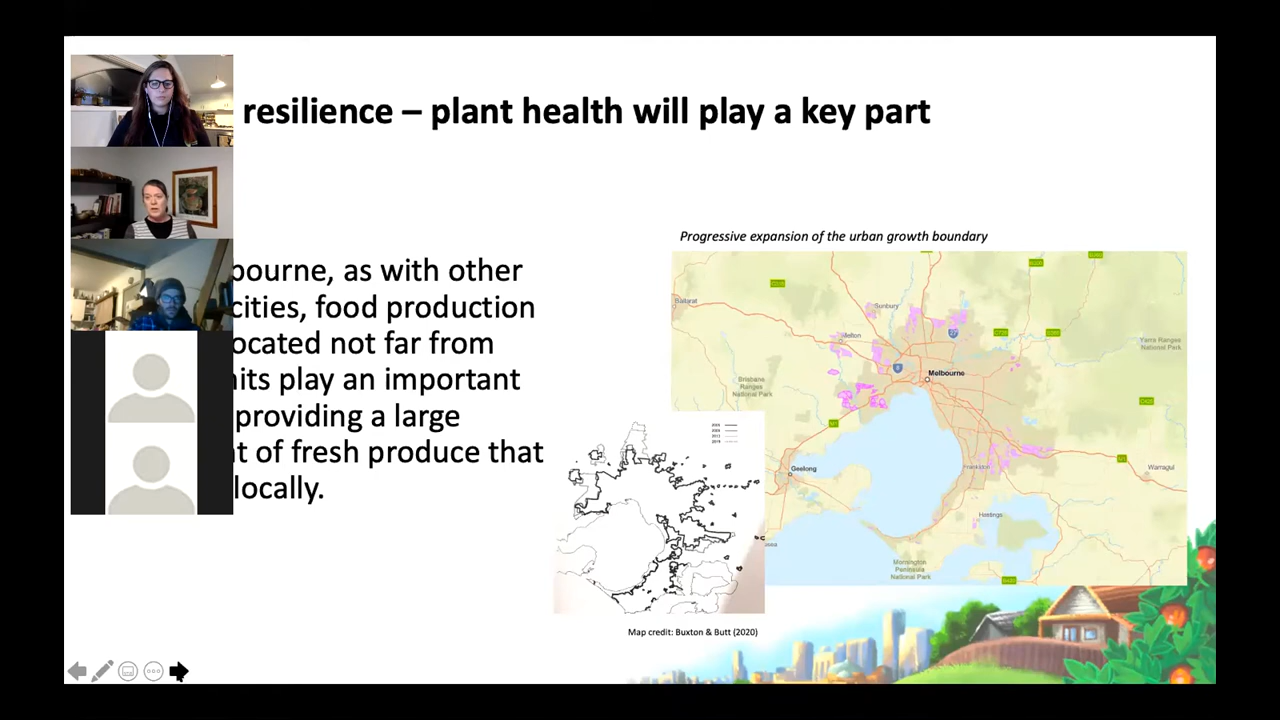 resilience – plant health will play a key part
Progressive expansion of the urban growth boundary
bourne, as with other
cities, food production
ocated not far from
nits play an important
providing a large
t of fresh produce that
locally.
Ballarat
Sunbury
Melton
Melbourne
Yarra Ranges
National Park
Brisbane
Ranges
National Park
M1
Geelong
Frankston
Warragul
Hastings
Mornington
Peninsula
National Park
Map credit: Buxton & Butt (2020)